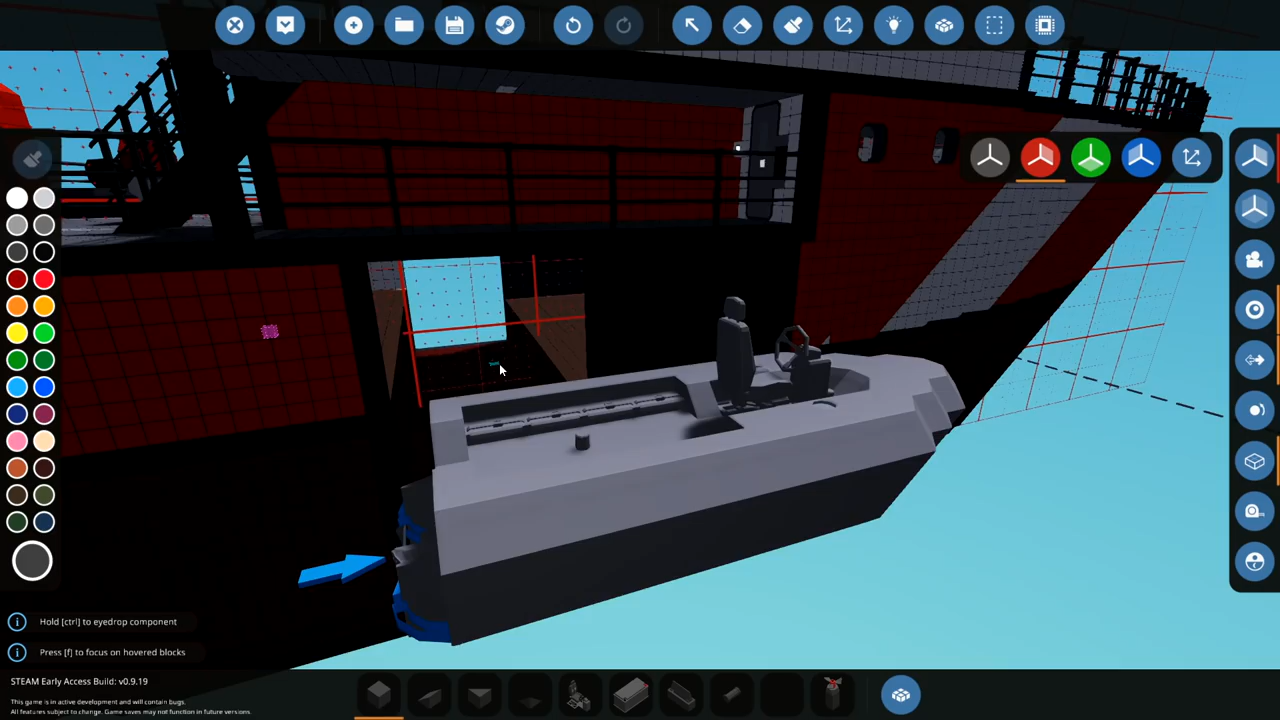 Hold [ctrl] to eyedrop component
Press [f] to focus on hovered blocks
STEAM Early Access Build: v0.9.19
This game is in active development and will contain bugs.
All features subject to change. Game saves may not function in future versions.